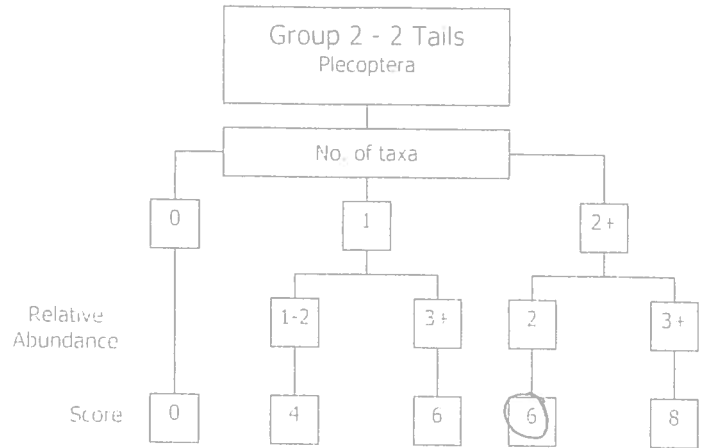 Group 2 - 2 Tails
Plecoptera
No. of taxa
0 1 2+
Relative
Abundance
1-2 3+ 2 3+
Score 0 4 6 6 8